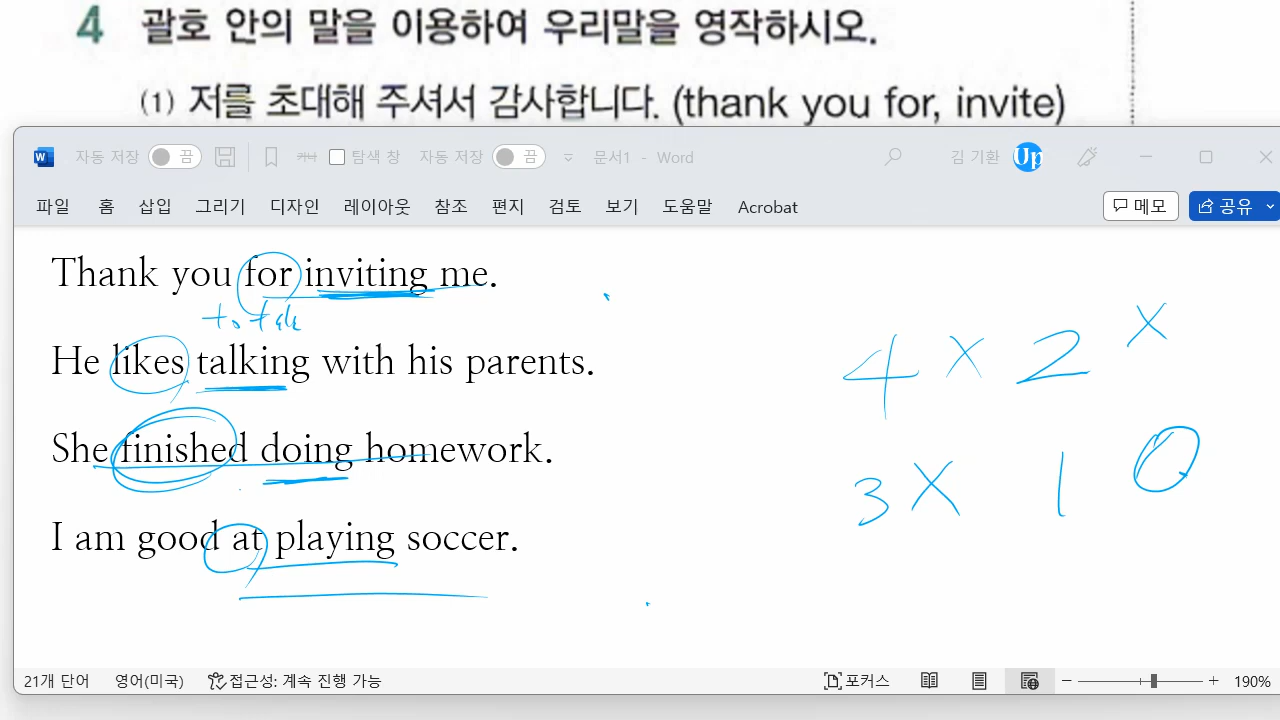 4 괄호 안의 말을 이용하여 우리말을 영작하시오.
(1) 저를 초대해 주셔서 감사합니다. (thank you for, invite)
자동 저장 끔 탐색 창 자동 저장 끔 문서1 - Word 김 기환 Up
파일 홈 삽입 그리기 디자인 레이아웃 참조 편지 검토 보기 도움말 Acrobat 메모 공유
Thank you for inviting me.
He likes talking with his parents.
She finished doing homework.
I am good at playing soccer.
4 x 2 x
3 x 1 0
21개 단어 영어(미국) 접근성: 계속 진행 가능 포커스 190%